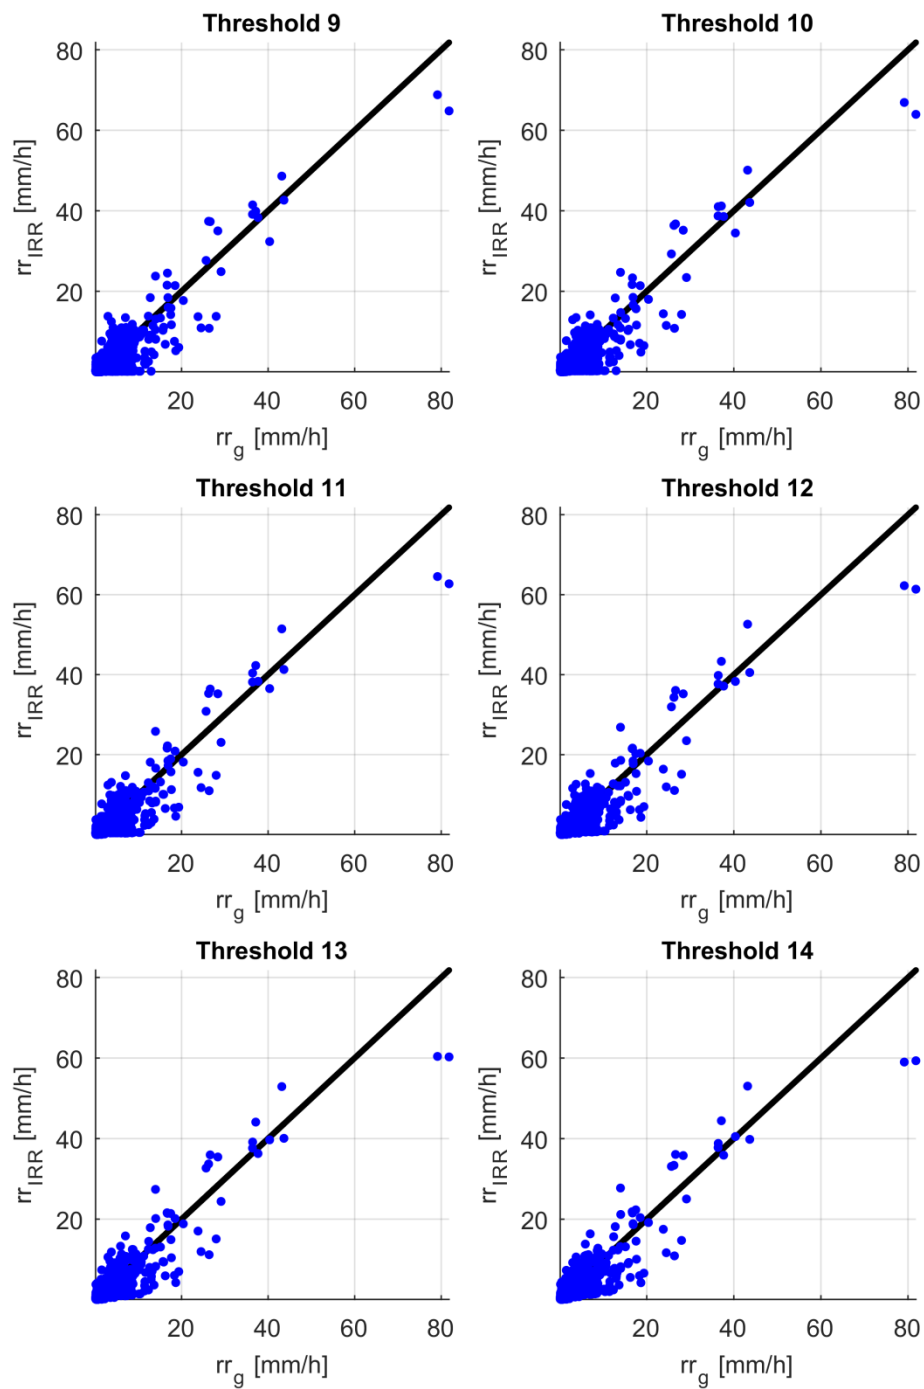 Threshold 9
80
60
40
20
rr_IRR [mm/h]
20 40 60 80
rr_g [mm/h]
Threshold 10
80
60
40
20
rr_IRR [mm/h]
20 40 60 80
rr_g [mm/h]
Threshold 11
80
60
40
20
rr_IRR [mm/h]
20 40 60 80
rr_g [mm/h]
Threshold 12
80
60
40
20
rr_IRR [mm/h]
20 40 60 80
rr_g [mm/h]
Threshold 13
80
60
40
20
rr_IRR [mm/h]
20 40 60 80
rr_g [mm/h]
Threshold 14
80
60
40
20
rr_IRR [mm/h]
20 40 60 80
rr_g [mm/h]